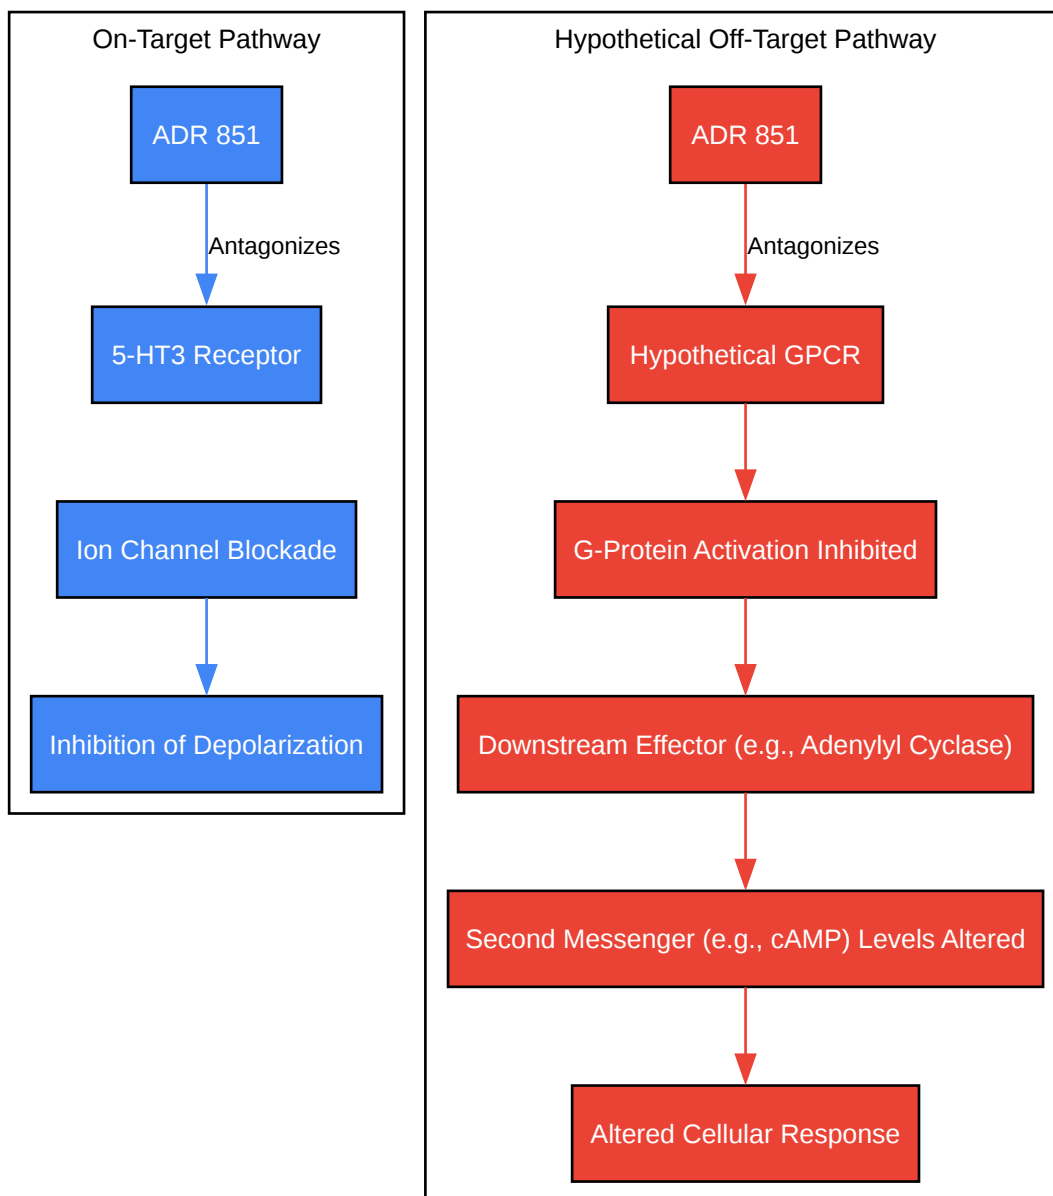 On-Target Pathway
ADR 851
Antagonizes
5-HT3 Receptor
Ion Channel Blockade
Inhibition of Depolarization
Hypothetical Off-Target Pathway
ADR 851
Antagonizes
Hypothetical GPCR
G-Protein Activation Inhibited
Downstream Effector (e.g., Adenylyl Cyclase)
Second Messenger (e.g., cAMP) Levels Altered
Altered Cellular Response